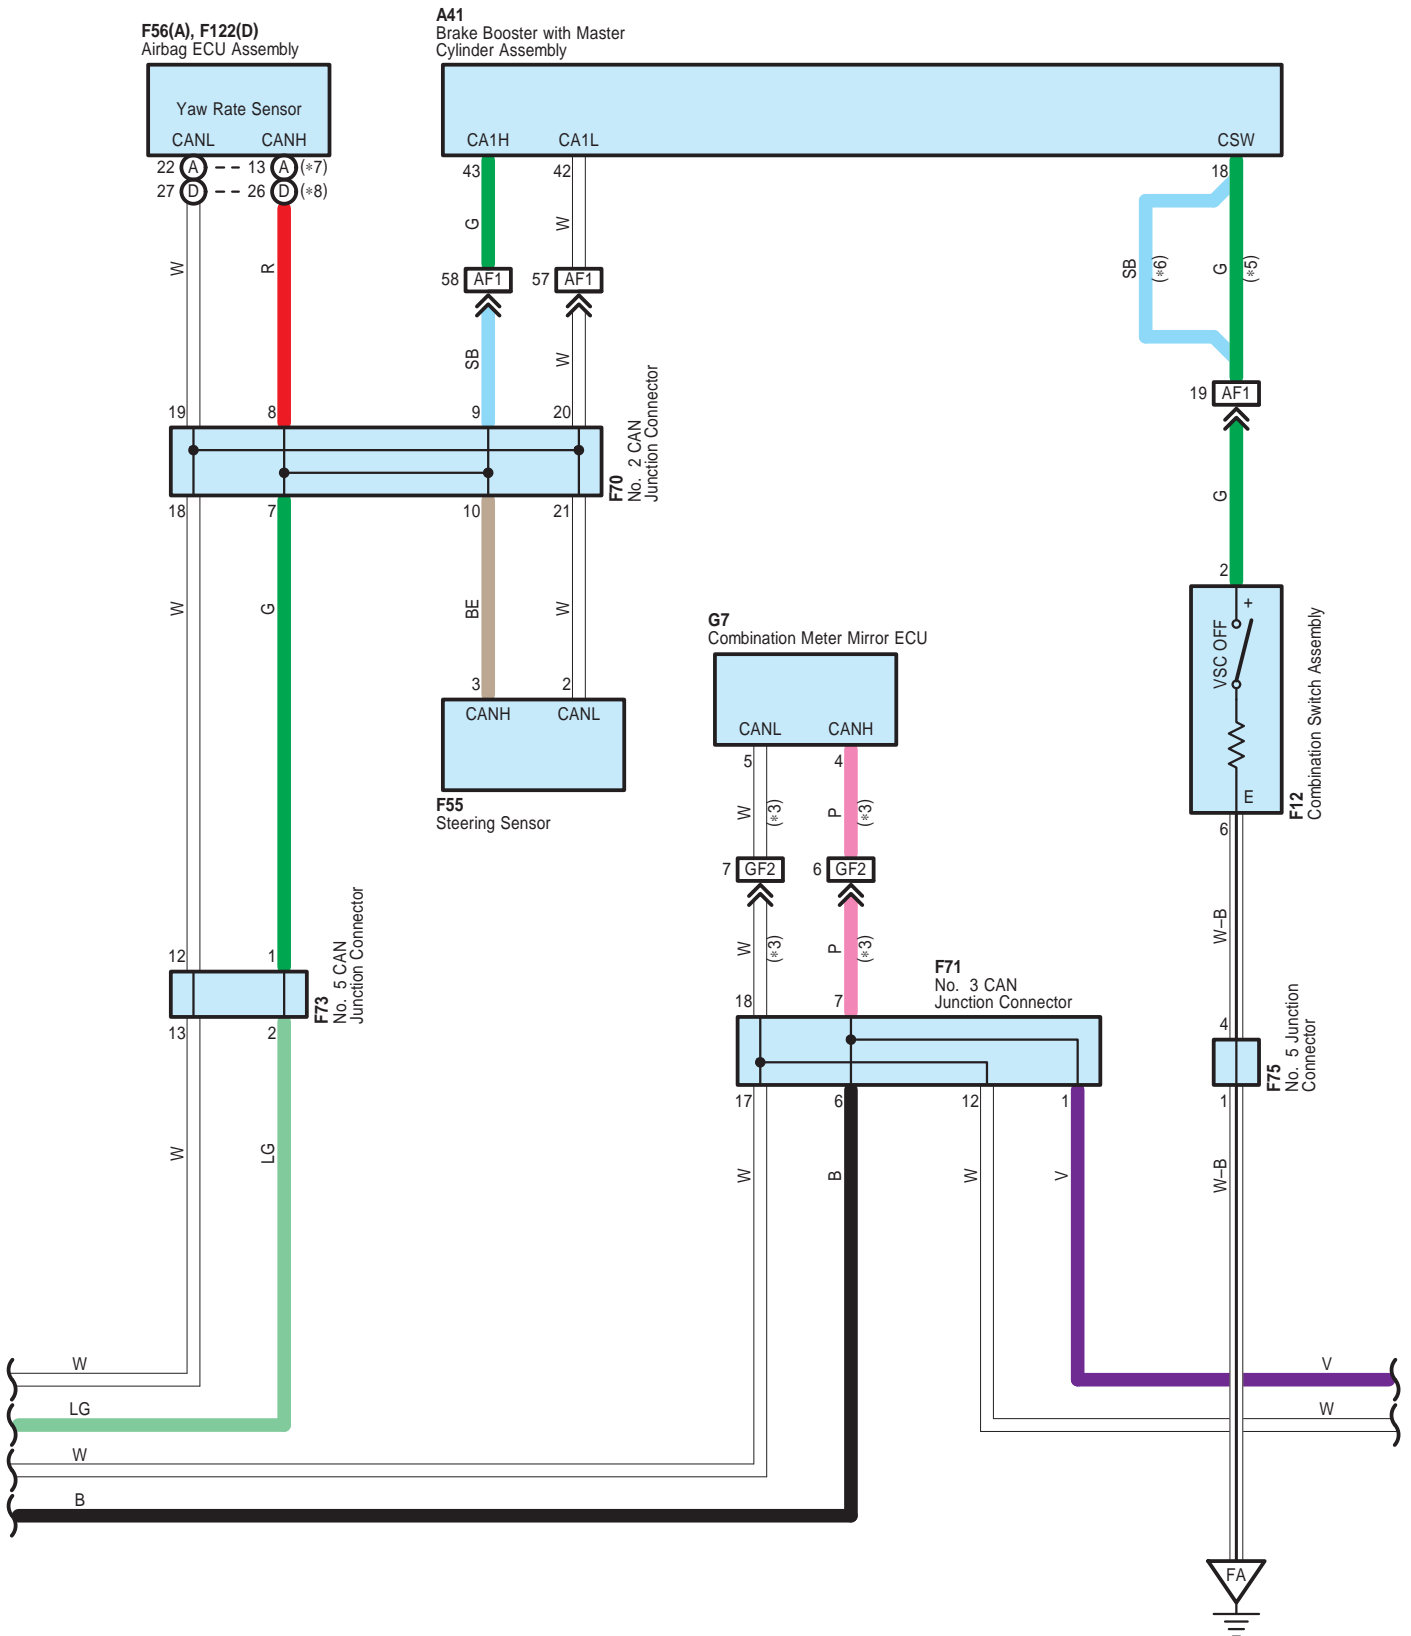 F56(A), F122(D)
Airbag ECU Assembly
Yaw Rate Sensor
CANL
CANH
22 A 13 A (*7)
27 D 26 D (*8)
W
R
19
8
A41
Brake Booster with Master
Cylinder Assembly
CA1H
CA1L
CSW
43
42
18
G
W
58 AF1
57 AF1
SB
W
9
20
SB
(*6)
G
(*5)
19 AF1
G
2
F70
No. 2 CAN
Junction Connector
18
7
10
21
W
G
BE
W
3
2
CANH
CANL
F55
Steering Sensor
G7
Combination Meter Mirror ECU
CANL
CANH
5
4
W
(*3)
P
(*3)
7 GF2
6 GF2
W
(*3)
P
(*3)
18
7
F71
No. 3 CAN
Junction Connector
17
6
12
1
W
B
W
V
+
VSC OFF
E
F12
Combination Switch Assembly
6
W–B
4
F75
No. 5 Junction
Connector
1
W–B
12
1
F73
No. 5 CAN
Junction Connector
13
2
W
LG
W
LG
W
B
V
W
FA